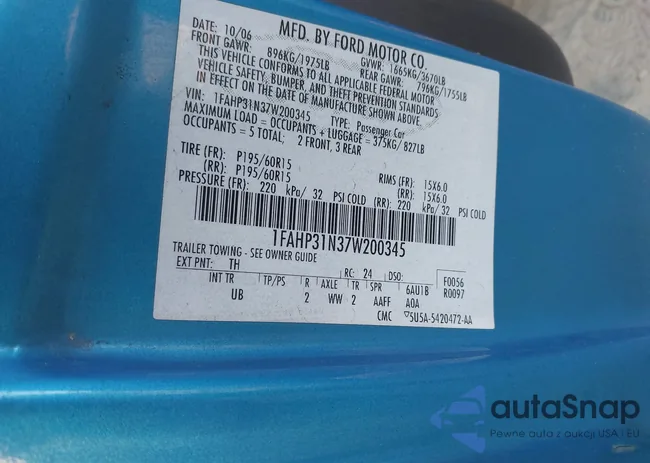 MFD. BY FORD MOTOR CO.
DATE: 10/06 GVWR: 1665KG/3670LB
FRONT GAWR: 896KG/1975LB REAR GAWR: 796KG/1755LB
THIS VEHICLE CONFORMS TO ALL APPLICABLE FEDERAL MOTOR
VEHICLE SAFETY, BUMPER, AND THEFT PREVENTION STANDARDS
IN EFFECT ON THE DATE OF MANUFACTURE SHOWN ABOVE.
VIN: 1FAHP31N37W200345 TYPE: Passenger Car
MAXIMUM LOAD = OCCUPANTS + LUGGAGE = 375KG/827LB
OCCUPANTS = 5 TOTAL: 2 FRONT, 3 REAR
TIRE (FR): P195/60R15 RIMS (FR): 15X6.0
(RR): P195/60R15 (RR): 15X6.0
PRESSURE (FR): 220 kPa/ 32 PSI COLD (RR): 220 kPa/ 32 PSI COLD
1FAHP31N37W200345
TRAILER TOWING - SEE OWNER GUIDE
EXT PNT: TH RC: 24 DSO: F0056
R0097
INT TR TP/PS R AXLE TR SPR 6AU1B
UB 2 WW 2 AAFF A0A
CMC ▽5U5A-5420472-AA
autaSnap
Pewne auta z aukcji USA i EU